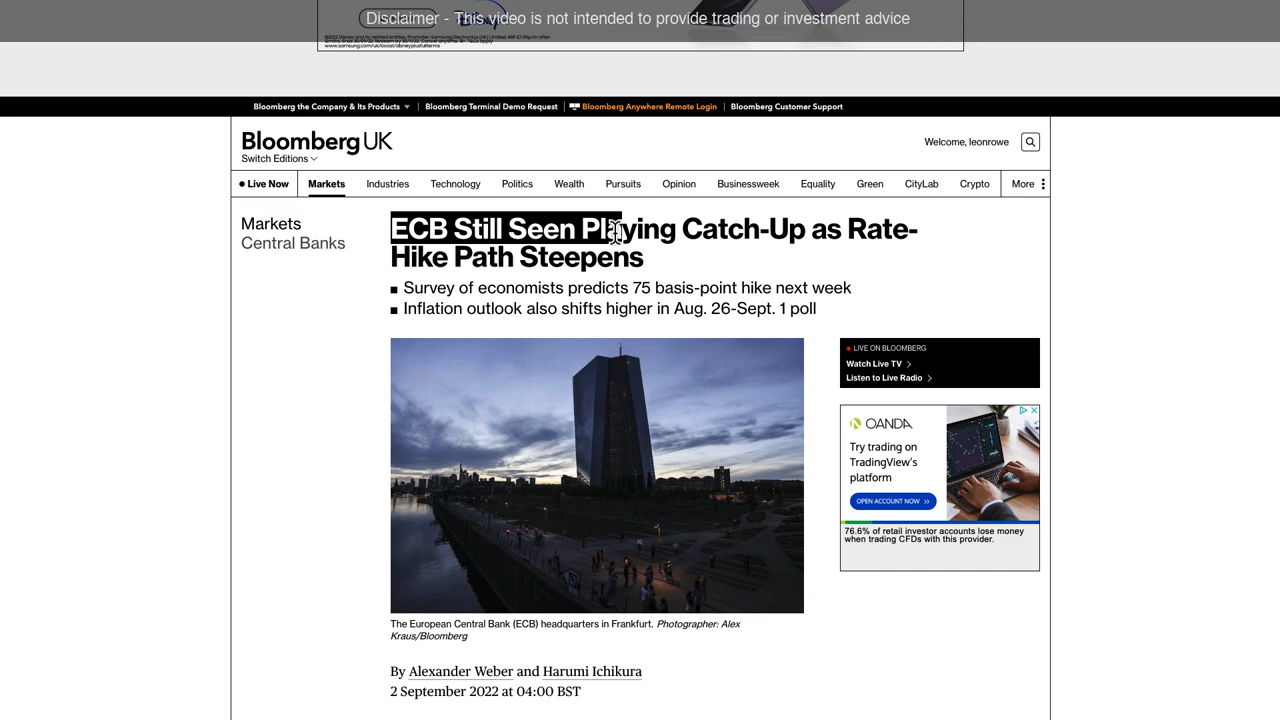 Disclaimer - This video is not intended to provide trading or investment advice
www.samsung.com/uk/boost/disneyplusfulterms
Bloomberg the Company & Its Products
Bloomberg Terminal Demo Request
Bloomberg Anywhere Remote Login
Bloomberg Customer Support
Bloomberg UK
Switch Editions
Welcome, leonrowe
Live Now
Markets
Industries
Technology
Politics
Wealth
Pursuits
Opinion
Businessweek
Equality
Green
CityLab
Crypto
More
Markets
Central Banks
ECB Still Seen Playing Catch-Up as Rate-
Hike Path Steepens
Survey of economists predicts 75 basis-point hike next week
Inflation outlook also shifts higher in Aug. 26-Sept. 1 poll
LIVE ON BLOOMBERG
Watch Live TV
Listen to Live Radio
OANDA
Try trading on
TradingView's
platform
OPEN ACCOUNT NOW
76.6% of retail investor accounts lose money
when trading CFDs with this provider.
The European Central Bank (ECB) headquarters in Frankfurt. Photographer: Alex
Kraus/Bloomberg
By Alexander Weber and Harumi Ichikura
2 September 2022 at 04:00 BST